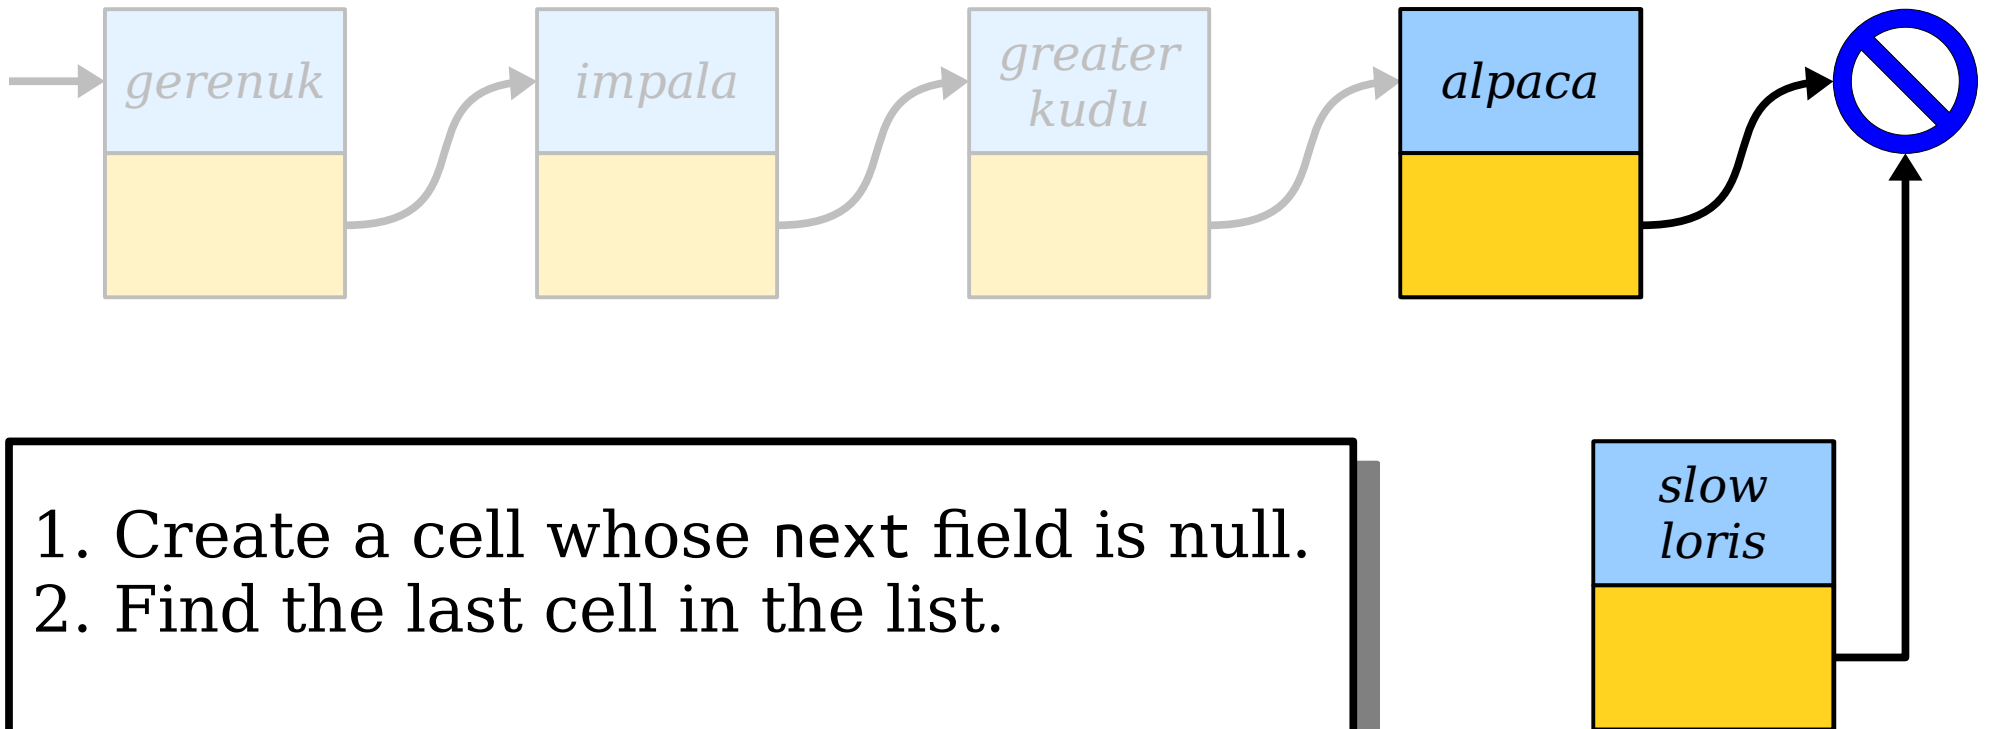 gerenuk
impala
greater
kudu
alpaca
slow
loris
1. Create a cell whose next field is null.
2. Find the last cell in the list.